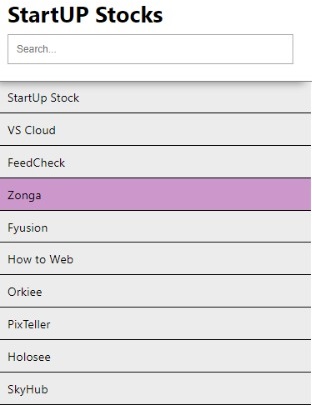 StartUP Stocks
Search...
StartUp Stock
VS Cloud
FeedCheck
Zonga
Fyusion
How to Web
Orkiee
PixTeller
Holosee
SkyHub